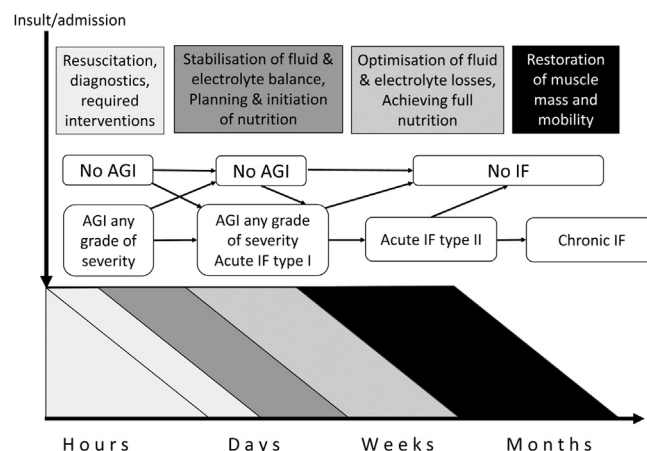 Insult/admission
Resuscitation,
diagnostics,
required
interventions
Stabilisation of fluid &
electrolyte balance,
Planning & initiation
of nutrition
Optimisation of fluid
& electrolyte losses,
Achieving full
nutrition
Restoration
of muscle
mass and
mobility
No AGI
No AGI
No IF
AGI any
grade of
severity
AGI any grade
of severity
Acute IF type I
Acute IF type II
Chronic IF
Hours
Days
Weeks
Months